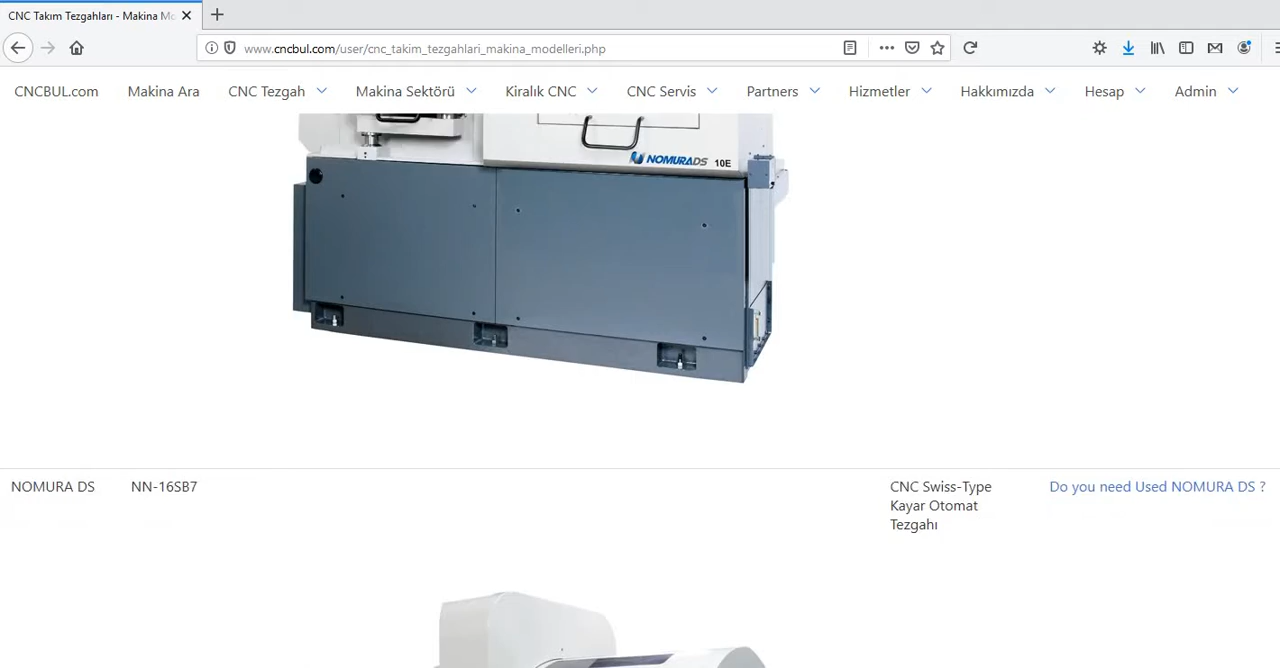 CNC Takım Tezgahları - Makina Mo
www.cncbul.com/user/cnc_takim_tezgahlari_makina_modelleri.php
CNCBUL.com Makina Ara CNC Tezgah Makina Sektörü Kiralık CNC CNC Servis Partners Hizmetler Hakkımızda Hesap Admin
NOMURADS 10E
NOMURA DS NN-16SB7 CNC Swiss-Type Do you need Used NOMURA DS ?
Kayar Otomat
Tezgahı